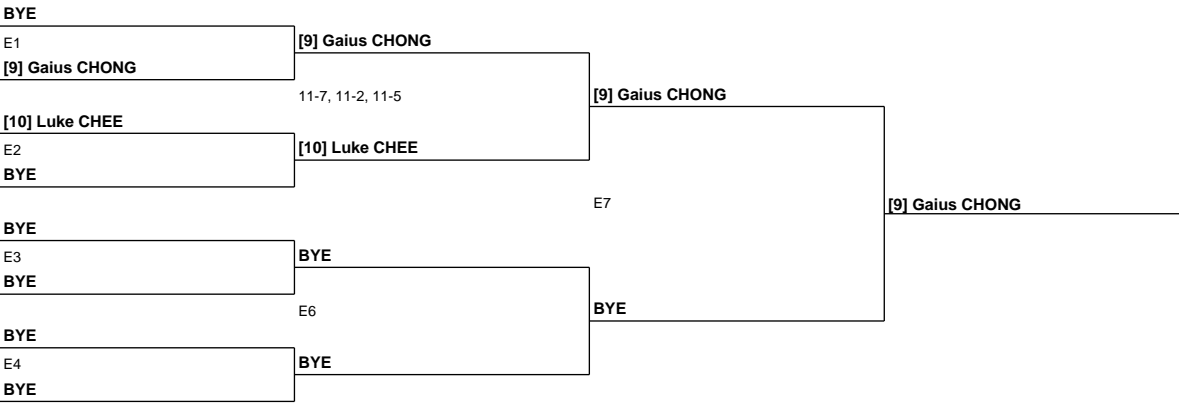 BYE
E1
[9] Gaius CHONG
[10] Luke CHEE
E2
BYE
BYE
E3
BYE
BYE
E4
BYE
[9] Gaius CHONG
11-7, 11-2, 11-5
[10] Luke CHEE
BYE
E6
BYE
[9] Gaius CHONG
E7
BYE
[9] Gaius CHONG